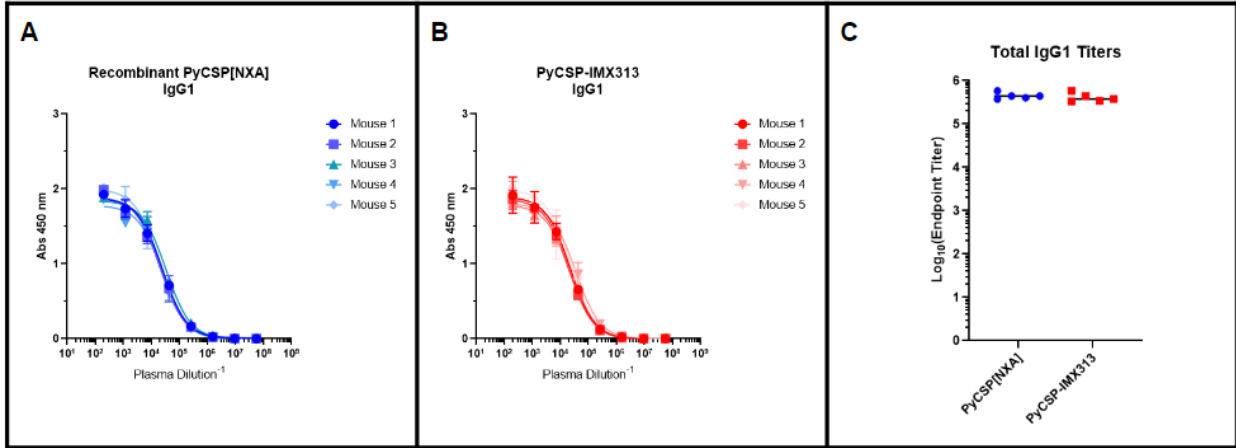 A
Recombinant PyCSP[NXA]
IgG1
3
2
1
0
Abs 450 nm
10¹ 10² 10³ 10⁴ 10⁵ 10⁶ 10⁷ 10⁸ 10⁹
Plasma Dilution⁻¹
Mouse 1
Mouse 2
Mouse 3
Mouse 4
Mouse 5
B
PyCSP-IMX313
IgG1
3
2
1
0
Abs 450 nm
10¹ 10² 10³ 10⁴ 10⁵ 10⁶ 10⁷ 10⁸ 10⁹
Plasma Dilution⁻¹
Mouse 1
Mouse 2
Mouse 3
Mouse 4
Mouse 5
C
Total IgG1 Titers
6
5
4
3
2
1
0
Log₁₀(Endpoint Titer)
PyCSP[NXA]
PyCSP-IMX313